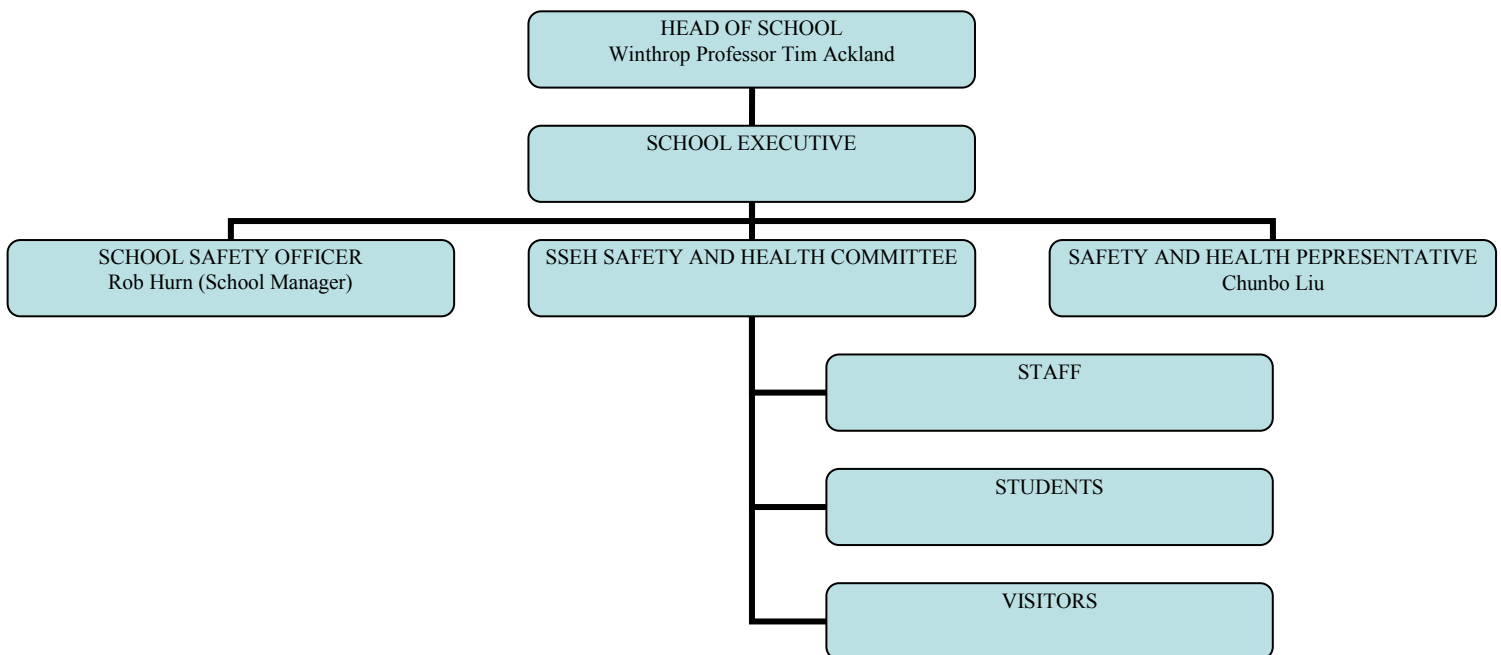 HEAD OF SCHOOL
Winthrop Professor Tim Ackland
SCHOOL EXECUTIVE
SCHOOL SAFETY OFFICER
Rob Hurn (School Manager)
SSEH SAFETY AND HEALTH COMMITTEE
SAFETY AND HEALTH PEPRESENTATIVE
Chunbo Liu
STAFF
STUDENTS
VISITORS